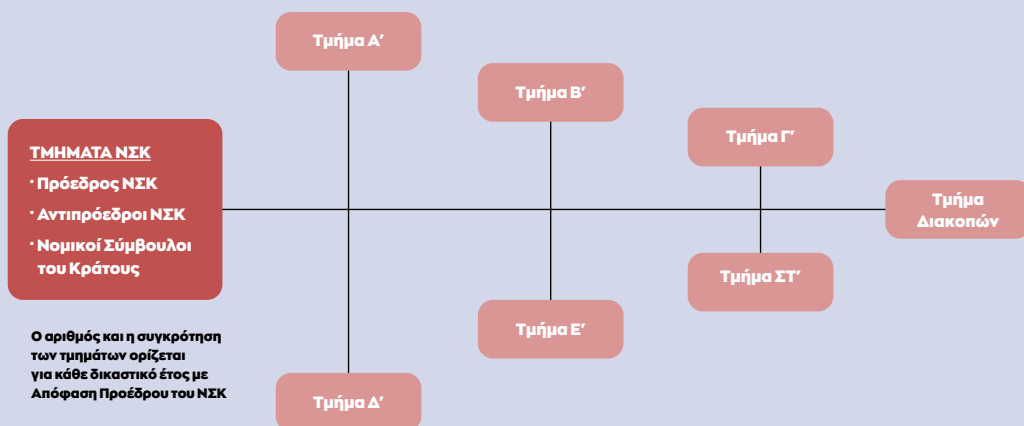 Τμήμα Α’
Τμήμα Β’
Τμήμα Γ’
ΤΜΗΜΑΤΑ ΝΣΚ
· Πρόεδρος ΝΣΚ
· Αντιπρόεδροι ΝΣΚ
· Νομικοί Σύμβουλοι
του Κράτους
Τμήμα
Διακοπών
Τμήμα ΣΤ’
Τμήμα Ε’
Τμήμα Δ’
Ο αριθμός και η συγκρότηση
των τμημάτων ορίζεται
για κάθε δικαστικό έτος με
Απόφαση Προέδρου του ΝΣΚ